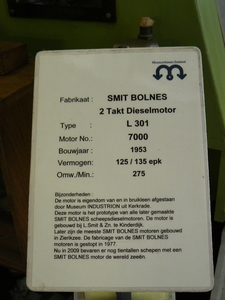 Fabrikaat : SMIT BOLNES
2 Takt Dieselmotor
Type : L 301
Motor No.: 7000
Bouwjaar : 1953
Vermogen: 125 / 135 epk
Omw./Min.: 275
Bijzonderheden :
De motor is eigendom van en in bruikleen afgestaan
door Museum INDUSTRION uit Kerkrade.
Deze motor is het prototype van alle later gemaakte
SMIT BOLNES scheepsdieselmotoren. De motor is
gebouwd bij L.Smit & Zn. te Kinderdijk.
Later zijn de meeste SMIT BOLNES motoren gebouwd
in Zierikzee. De fabricage van de SMIT BOLNES
motoren is gestopt in 1977.
Nu in 2009 bevaren er nog tientallen schepen met een
SMIT BOLNES motor de wereld zeeën.